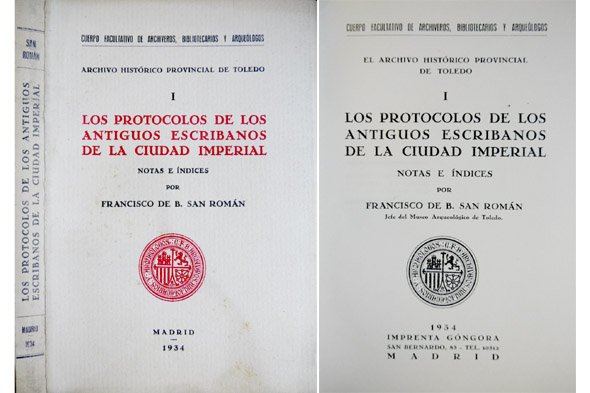 SAN
ROMÁN
LOS PROTOCOLOS DE LOS ANTIGUOS
ESCRIBANOS DE LA CIUDAD IMPERIAL
MADRID
1934
CUERPO FACULTATIVO DE ARCHIVEROS, BIBLIOTECARIOS Y ARQUEÓLOGOS
ARCHIVO HISTÓRICO PROVINCIAL DE TOLEDO
I
LOS PROTOCOLOS DE LOS
ANTIGUOS ESCRIBANOS
DE LA CIUDAD IMPERIAL
NOTAS E ÍNDICES
POR
FRANCISCO DE B. SAN ROMÁN
MADRID
1934
CUERPO FACULTATIVO DE ARCHIVEROS, BIBLIOTECARIOS Y ARQUEÓLOGOS
EL ARCHIVO HISTÓRICO PROVINCIAL
DE TOLEDO
I
LOS PROTOCOLOS DE LOS
ANTIGUOS ESCRIBANOS
DE LA CIUDAD IMPERIAL
NOTAS E ÍNDICES
POR
FRANCISCO DE B. SAN ROMÁN
Jefe del Museo Arqueológico de Toledo.
1934
IMPRENTA GÓNGORA
SAN BERNARDO, 85 - TEL.
MADRID